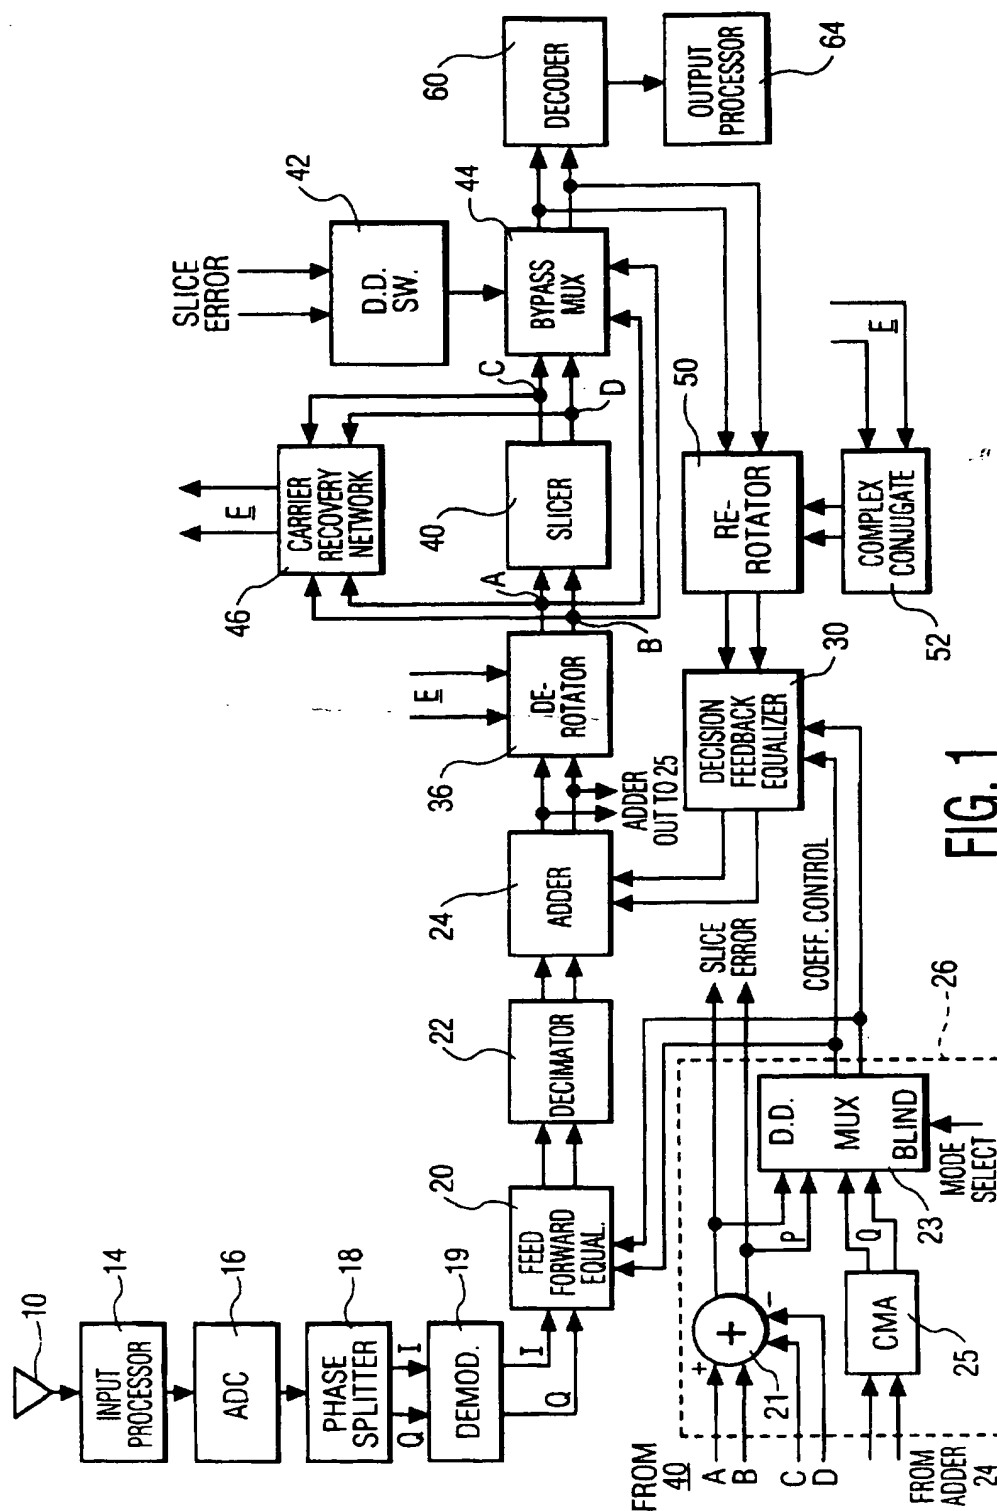 10
14
INPUT
PROCESSOR
16
ADC
18
PHASE
SPLITTER
Q
I
19
DEMOD.
I
Q
20
FEED
FORWARD
EQUAL.
22
DECIMATOR
24
ADDER
ADDER
OUT TO 25
36
DE-
ROTATOR
E
A
B
46
CARRIER
RECOVERY
NETWORK
E
40
SLICER
C
D
SLICE
ERROR
42
D.D.
SW.
44
BYPASS
MUX
60
DECODER
64
OUTPUT
PROCESSOR
50
RE-
ROTATOR
52
COMPLEX
CONJUGATE
E
30
DECISION
FEEDBACK
EQUALIZER
COEFF. CONTROL
SLICE
ERROR
26
FROM
40
A
B
C
D
+
+
-
21
P
Q
D.D.
MUX
BLIND
23
MODE
SELECT
CMA
25
FROM
ADDER
24
FIG. 1